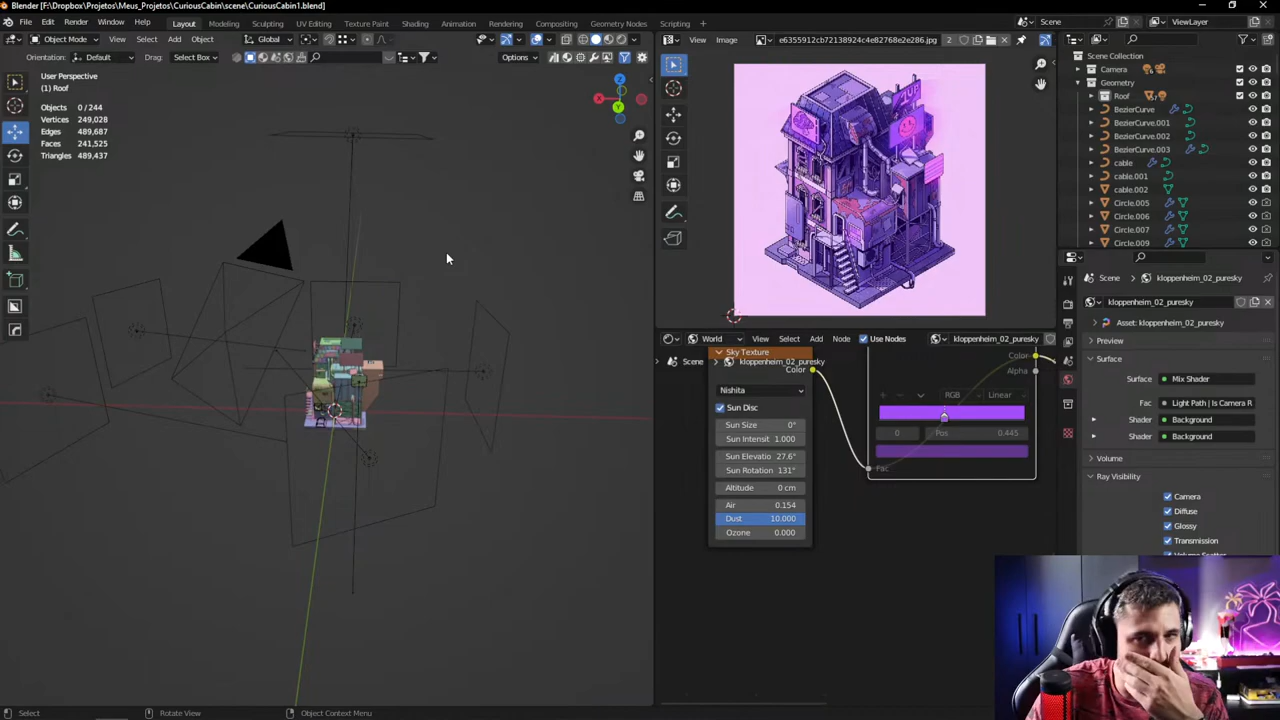 Blender [F:\Dropbox\Projetos\Meus_Projetos\CuriousCabin\scene\CuriousCabin1.blend]
File Edit Render Window Help Layout Modeling Sculpting UV Editing Texture Paint Shading Animation Rendering Compositing Geometry Nodes Scripting Scene ViewLayer
Object Mode View Select Add Object Global
Orientation: Default Drag: Select Box Options
User Perspective
(1) Roof
Objects 0 / 244
Vertices 249,028
Edges 489,687
Faces 241,525
Triangles 489,437
View Image e6355912cb72138924c4e82768e2e286.jpg 2
Scene Collection
Camera
Geometry
Roof
BezierCurve
BezierCurve.001
BezierCurve.002
BezierCurve.003
cable
cable.001
cable.002
Circle.005
Circle.006
Circle.007
Circle.009
World View Select Add Node Use Nodes kloppenheim_02_puresky
Scene kloppenheim_02_puresky
Sky Texture
Color
Nishita
Sun Disc
Sun Size 0°
Sun Intensit 1.000
Sun Elevatio 27.6°
Sun Rotation 131°
Altitude 0 cm
Air 0.154
Dust 10.000
Ozone 0.000
Color
Alpha
RGB Linear
0 Pos 0.445
Fac
Scene kloppenheim_02_puresky
kloppenheim_02_puresky
Asset: kloppenheim_02_puresky
Preview
Surface
Surface Mix Shader
Fac Light Path | Is Camera R
Shader Background
Shader Background
Volume
Ray Visibility
Camera
Diffuse
Glossy
Transmission
Select Rotate View Object Context Menu